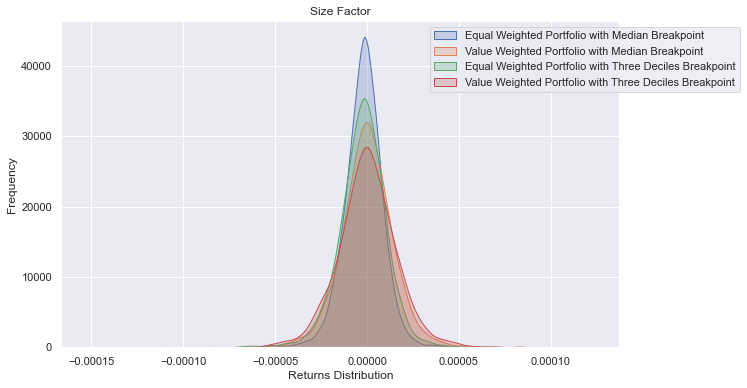 Size Factor
Equal Weighted Portfolio with Median Breakpoint
Value Weighted Portfolio with Median Breakpoint
Equal Weighted Portfolio with Three Deciles Breakpoint
Value Weighted Portfolio with Three Deciles Breakpoint
Frequency
40000
30000
20000
10000
0
−0.00015 −0.00010 −0.00005 0.00000 0.00005 0.00010
Returns Distribution